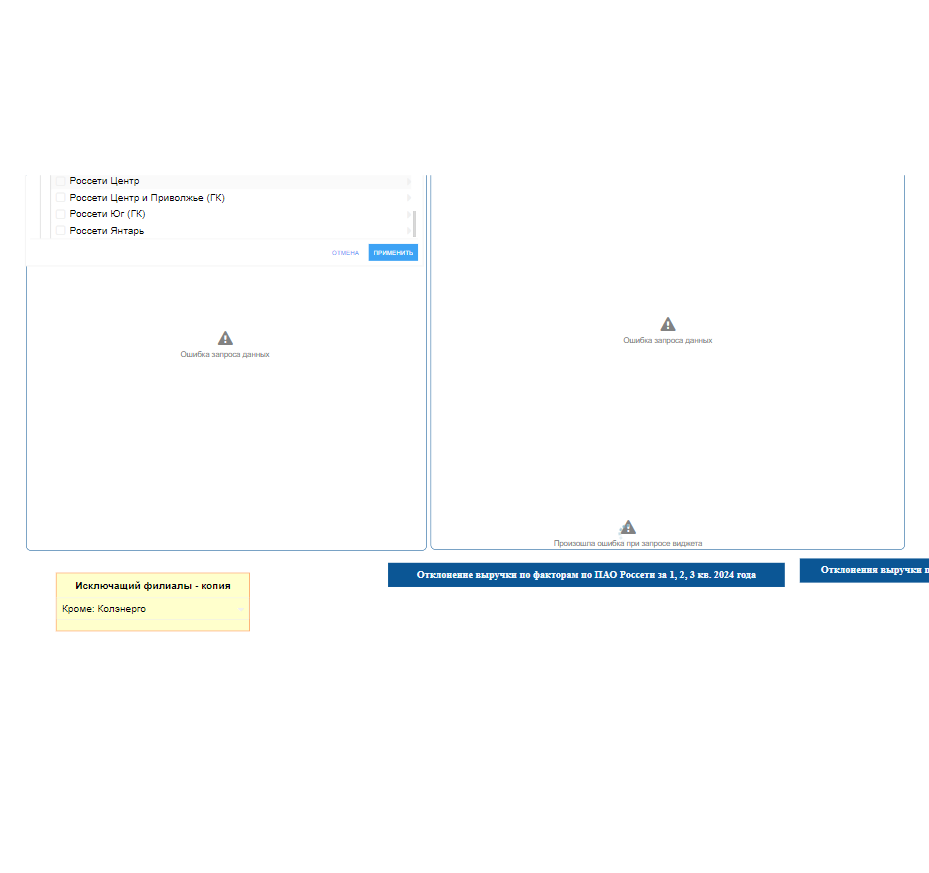 Россети Центр
Россети Центр и Приволжье (ГК)
Россети Юг (ГК)
Россети Янтарь
ОТМЕНА
ПРИМЕНИТЬ
Ошибка запроса данных
Ошибка запроса данных
Произошла ошибка при запросе виджета
Отклонение выручки по факторам по ПАО Россети за 1, 2, 3 кв. 2024 года
Отклонения выручки
Исключащий филиалы - копия
Кроме: Колэнерго